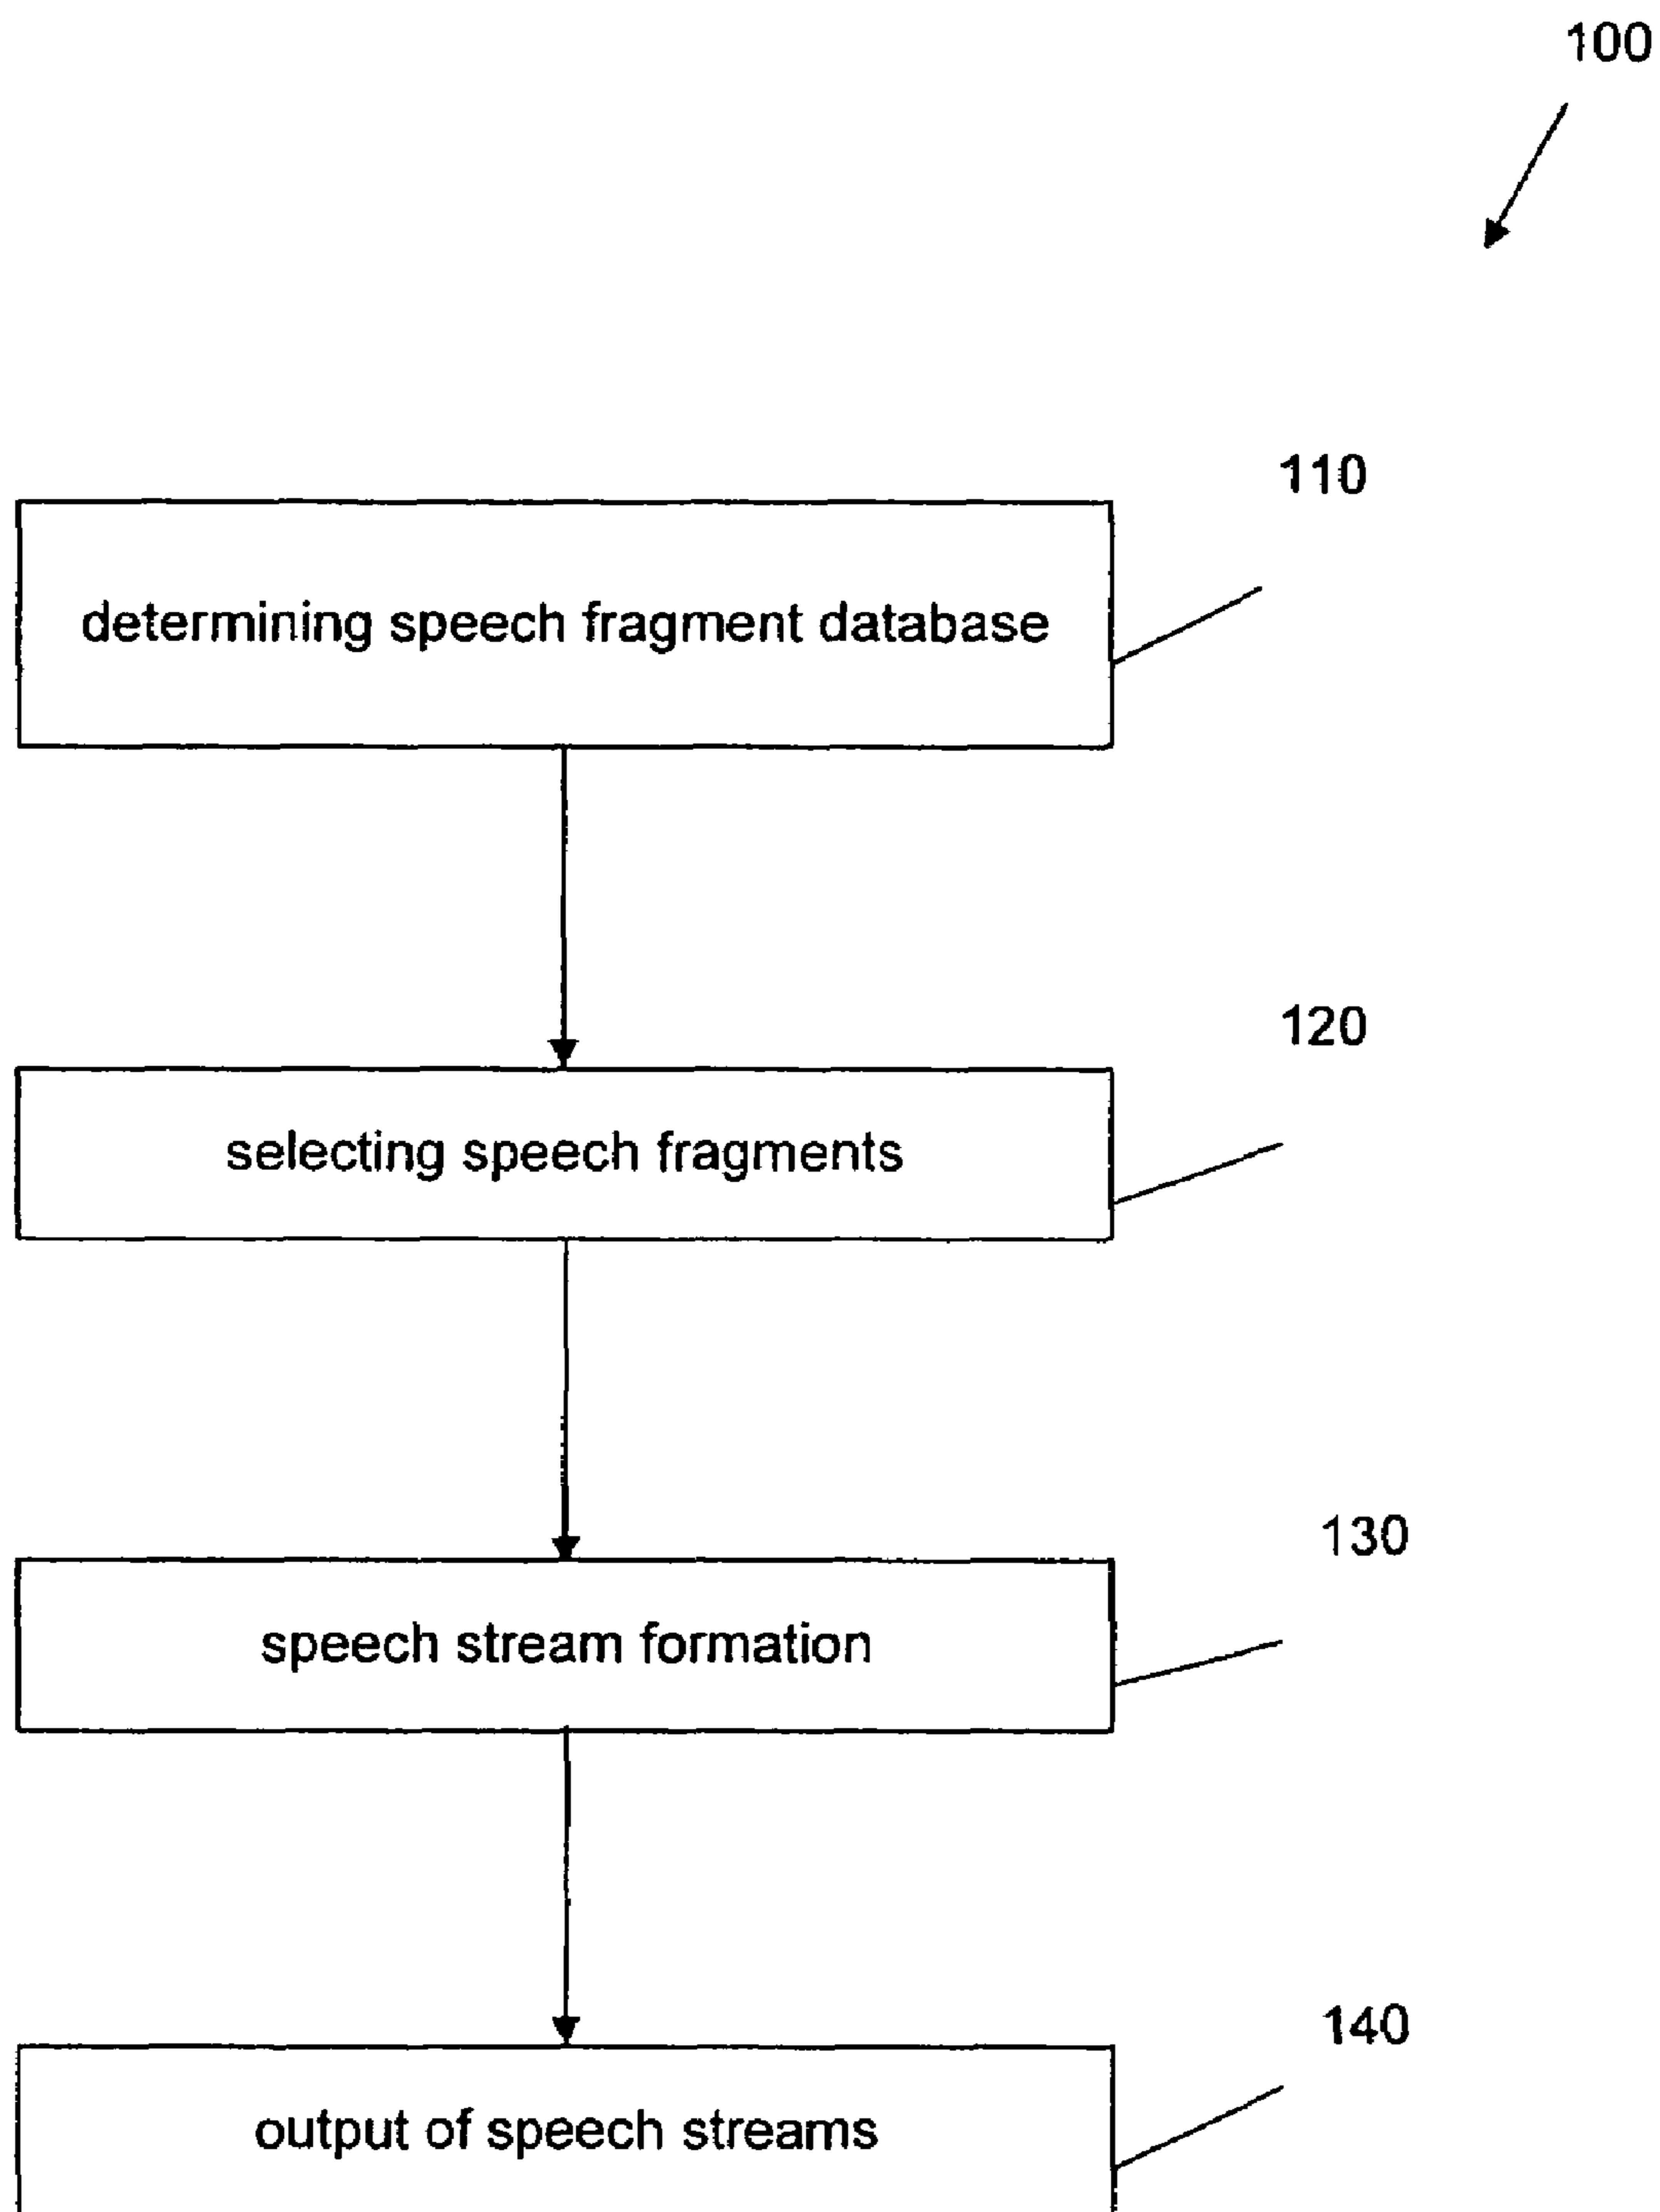 100
110
determining speech fragment database
120
selecting speech fragments
130
speech stream formation
140
output of speech streams